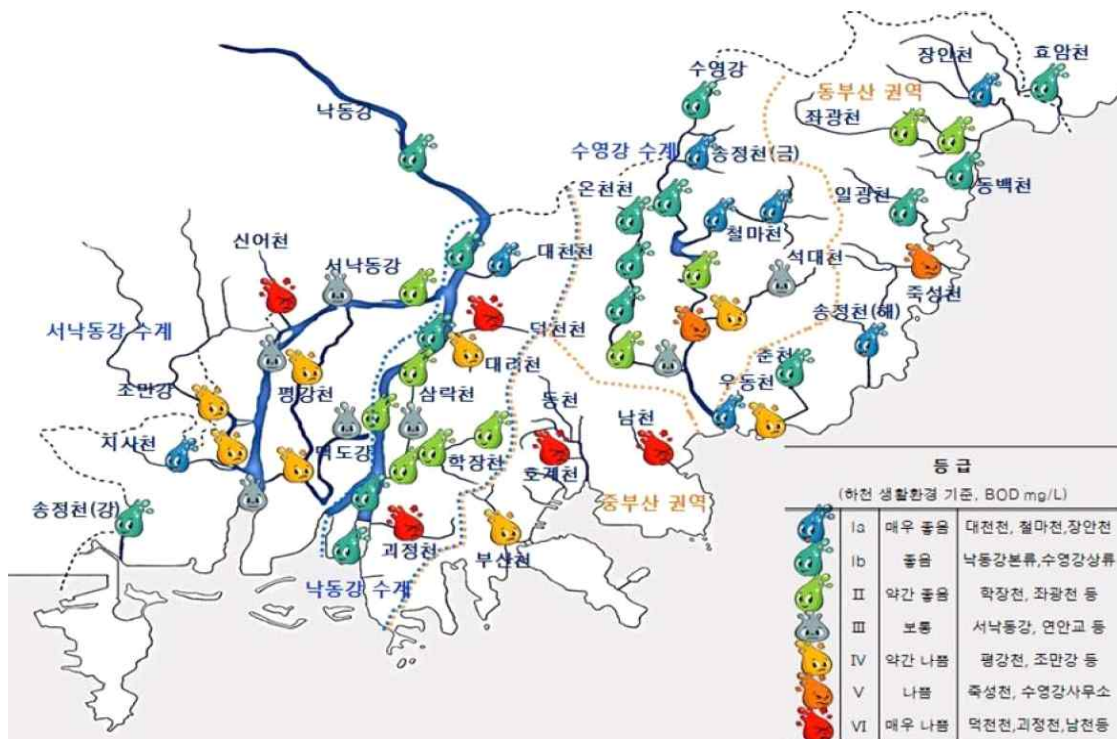 장안천
효암천
수영강
동부산 권역
낙동강
좌광천
수영강 수계
송정천(금)
온천천
동백천
일광천
철마천
신어천
서낙동강
대천천
석대천
죽성천
송정천(해)
서낙동강 수계
덕천천
대리천
춘천
우동천
조만강
평강천
삼락천
동천
남천
지사천
맥도강
학장천
호계천
중부산 권역
송정천(강)
괴정천
부산천
낙동강 수계
등 급
(하천 생활환경 기준, BOD mg/L)
Ia 매우 좋음 대천천, 철마천,장안천
Ib 좋음 낙동강본류,수영강상류
II 약간 좋음 학장천, 좌광천 등
III 보통 서낙동강, 연안교 등
IV 약간 나쁨 평강천, 조만강 등
V 나쁨 죽성천, 수영강사무소
VI 매우 나쁨 덕천천,괴정천,남천등